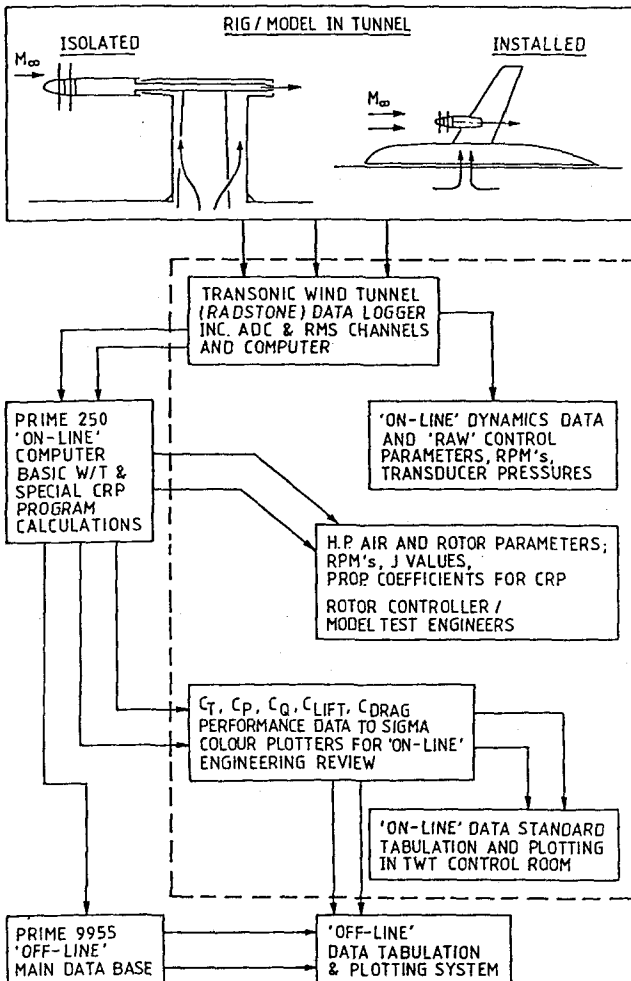 RIG/MODEL IN TUNNEL
ISOLATED
INSTALLED
M∞
M∞
TRANSONIC WIND TUNNEL
(RADSTONE) DATA LOGGER
INC. ADC & RMS CHANNELS
AND COMPUTER
PRIME 250
'ON-LINE'
COMPUTER
BASIC W/T &
SPECIAL CRP
PROGRAM
CALCULATIONS
'ON-LINE' DYNAMICS DATA
AND 'RAW' CONTROL
PARAMETERS, RPM's,
TRANSDUCER PRESSURES
H.P. AIR AND ROTOR PARAMETERS;
RPM's, J VALUES,
PROP. COEFFICIENTS FOR CRP
ROTOR CONTROLLER /
MODEL TEST ENGINEERS
CT, CP, CQ, CLIFT, CDRAG
PERFORMANCE DATA TO SIGMA
COLOUR PLOTTERS FOR 'ON-LINE'
ENGINEERING REVIEW
'ON-LINE' DATA STANDARD
TABULATION AND PLOTTING
IN TWT CONTROL ROOM
PRIME 9955
'OFF-LINE'
MAIN DATA BASE
'OFF-LINE'
DATA TABULATION
& PLOTTING SYSTEM